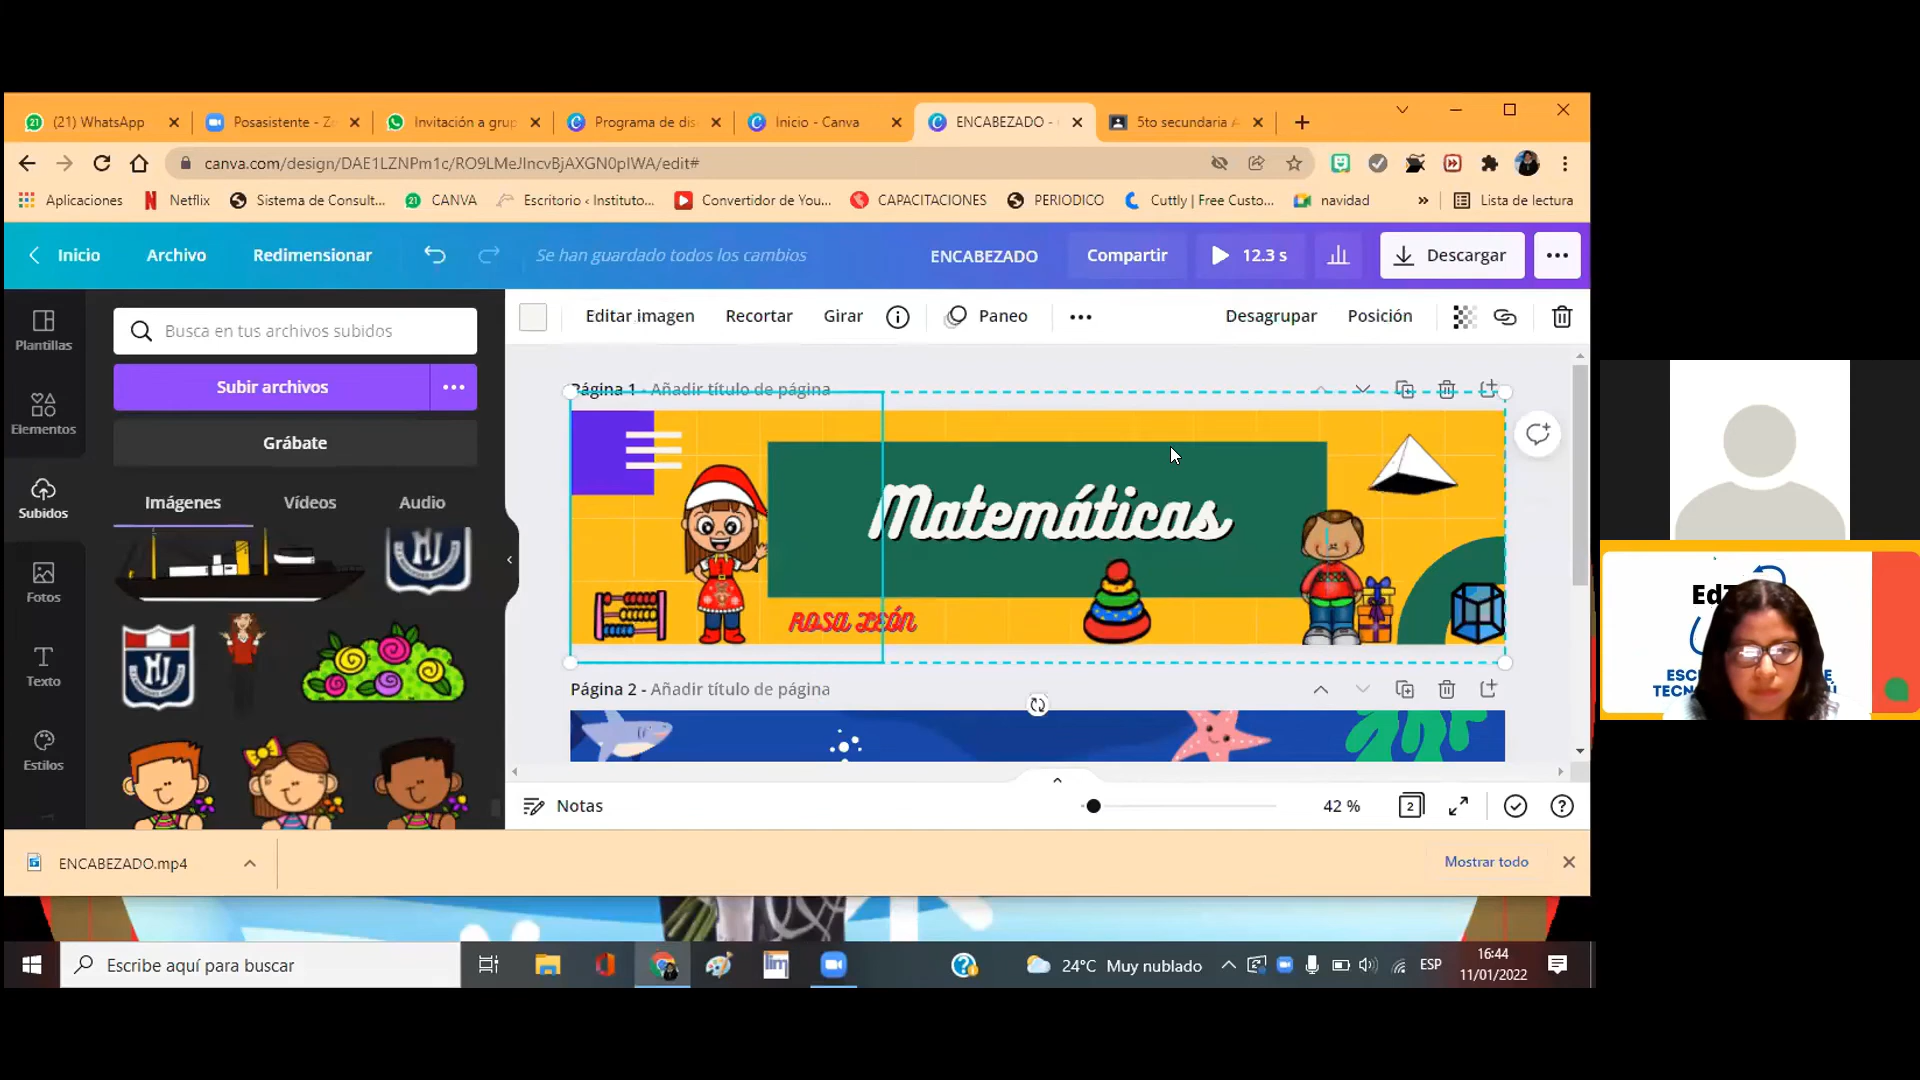 (21) WhatsApp
Posasistente - Z
Invitación a grup
Programa de dis
Inicio - Canva
ENCABEZADO -
5to secundaria A
canva.com/design/DAE1LZNPm1c/RO9LMeJIncvBjAXGN0pIWA/edit#
Aplicaciones
Netflix
Sistema de Consult...
CANVA
Escritorio ‹ Instituto...
Convertidor de You...
CAPACITACIONES
PERIODICO
Cuttly | Free Custo...
navidad
»
Lista de lectura
Inicio
Archivo
Redimensionar
Se han guardado todos los cambios
ENCABEZADO
Compartir
12.3 s
Descargar
Plantillas
Elementos
Subidos
Fotos
Texto
Estilos
Busca en tus archivos subidos
Subir archivos
Grábate
Imágenes
Vídeos
Audio
Editar imagen
Recortar
Girar
Paneo
Desagrupar
Posición
Página 1 - Añadir título de página
Matemáticas
ROSA LEÓN
Página 2 - Añadir título de página
Notas
42 %
2
ENCABEZADO.mp4
Mostrar todo
Escribe aquí para buscar
24°C Muy nublado
ESP
16:44
11/01/2022